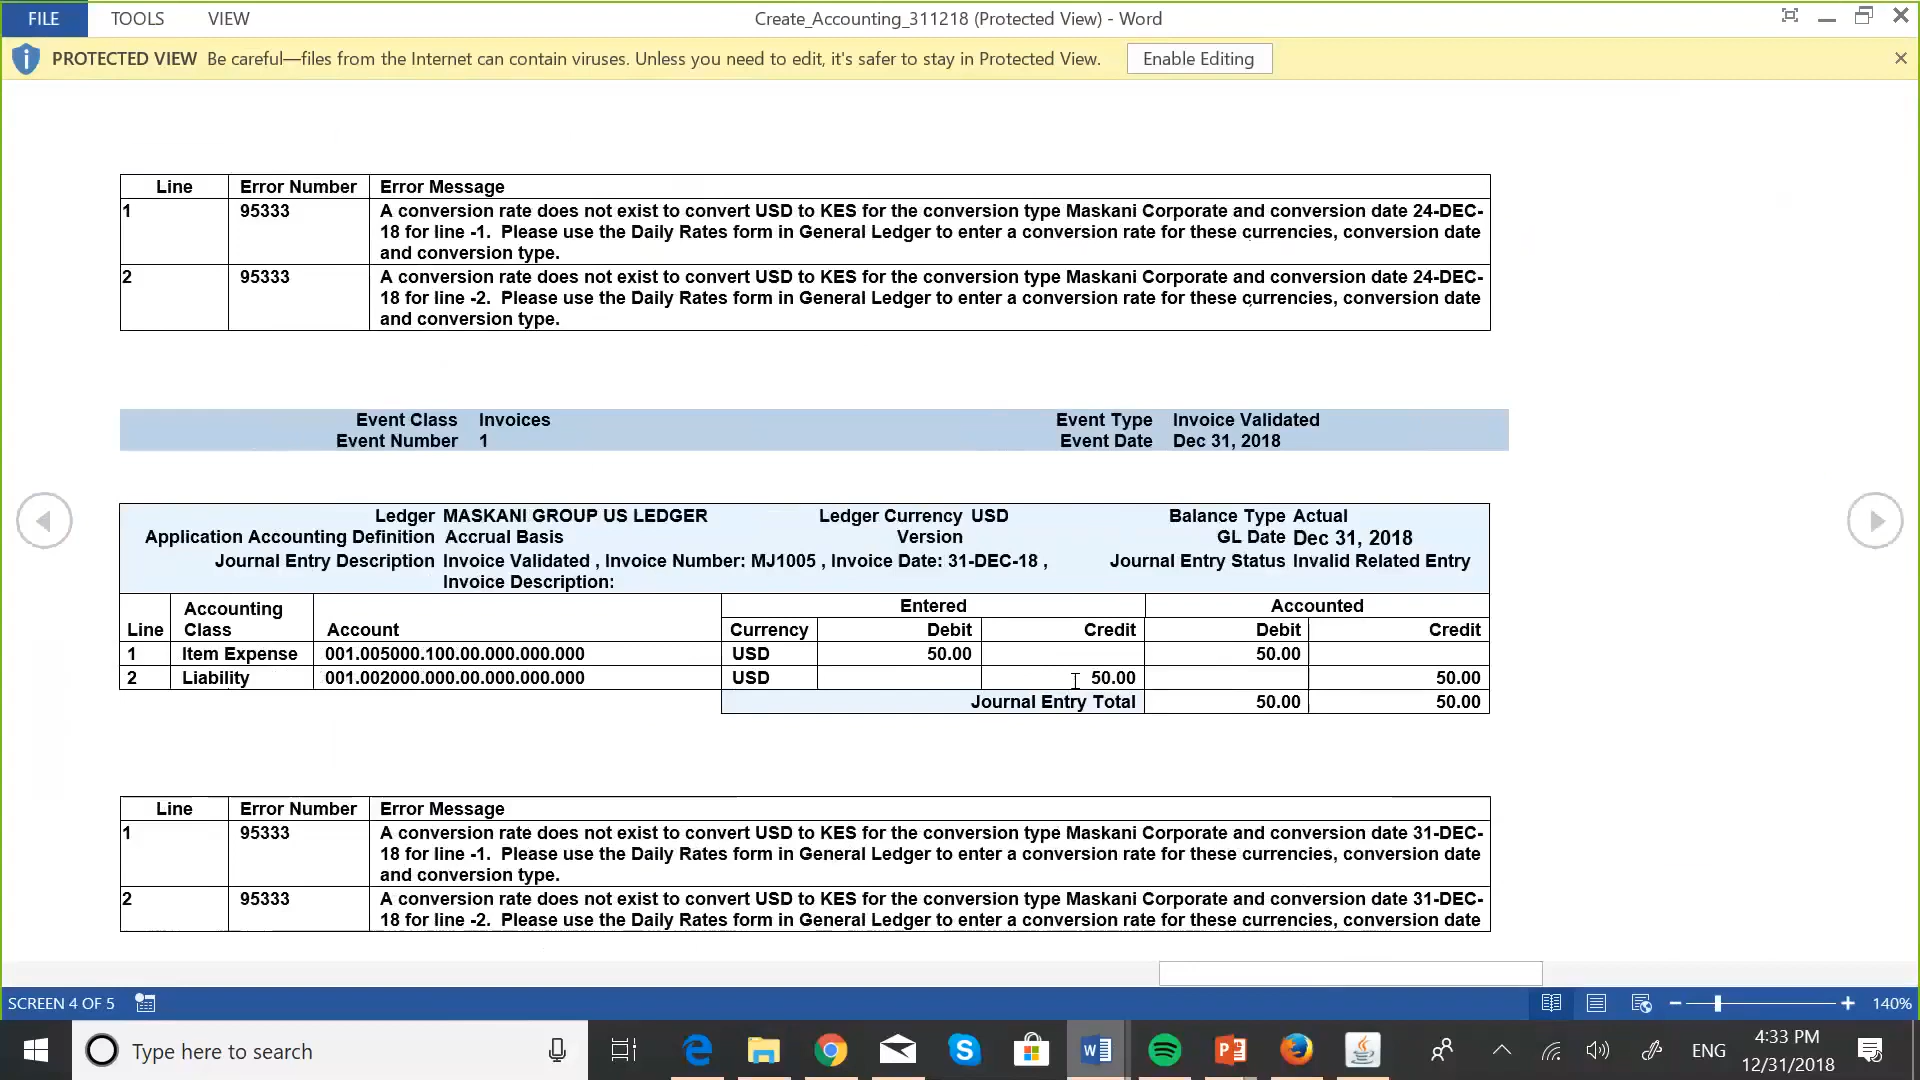 FILE TOOLS VIEW Create_Accounting_311218 (Protected View) - Word
PROTECTED VIEW Be careful—files from the Internet can contain viruses. Unless you need to edit, it's safer to stay in Protected View. Enable Editing
Line Error Number Error Message
1 95333 A conversion rate does not exist to convert USD to KES for the conversion type Maskani Corporate and conversion date 24-DEC-
18 for line -1. Please use the Daily Rates form in General Ledger to enter a conversion rate for these currencies, conversion date
and conversion type.
2 95333 A conversion rate does not exist to convert USD to KES for the conversion type Maskani Corporate and conversion date 24-DEC-
18 for line -2. Please use the Daily Rates form in General Ledger to enter a conversion rate for these currencies, conversion date
and conversion type.
Event Class Invoices Event Type Invoice Validated
Event Number 1 Event Date Dec 31, 2018
Ledger MASKANI GROUP US LEDGER Ledger Currency USD Balance Type Actual
Application Accounting Definition Accrual Basis Version GL Date Dec 31, 2018
Journal Entry Description Invoice Validated , Invoice Number: MJ1005 , Invoice Date: 31-DEC-18 , Journal Entry Status Invalid Related Entry
Invoice Description:
Entered Accounted
Line Accounting Class Account Currency Debit Credit Debit Credit
1 Item Expense 001.005000.100.00.000.000.000 USD 50.00 50.00
2 Liability 001.002000.000.00.000.000.000 USD 50.00 50.00
Journal Entry Total 50.00 50.00
Line Error Number Error Message
1 95333 A conversion rate does not exist to convert USD to KES for the conversion type Maskani Corporate and conversion date 31-DEC-
18 for line -1. Please use the Daily Rates form in General Ledger to enter a conversion rate for these currencies, conversion date
and conversion type.
2 95333 A conversion rate does not exist to convert USD to KES for the conversion type Maskani Corporate and conversion date 31-DEC-
18 for line -2. Please use the Daily Rates form in General Ledger to enter a conversion rate for these currencies, conversion date
SCREEN 4 OF 5 140%
Type here to search ENG 4:33 PM
12/31/2018